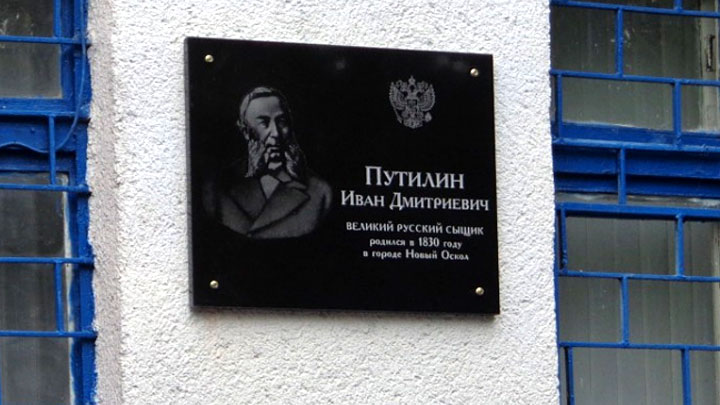 ПУТИЛИН
ИВАН ДМИТРИЕВИЧ
ВЕЛИКИЙ РУССКИЙ СЫЩИК
родился в 1830 году
в городе Новый Оскол